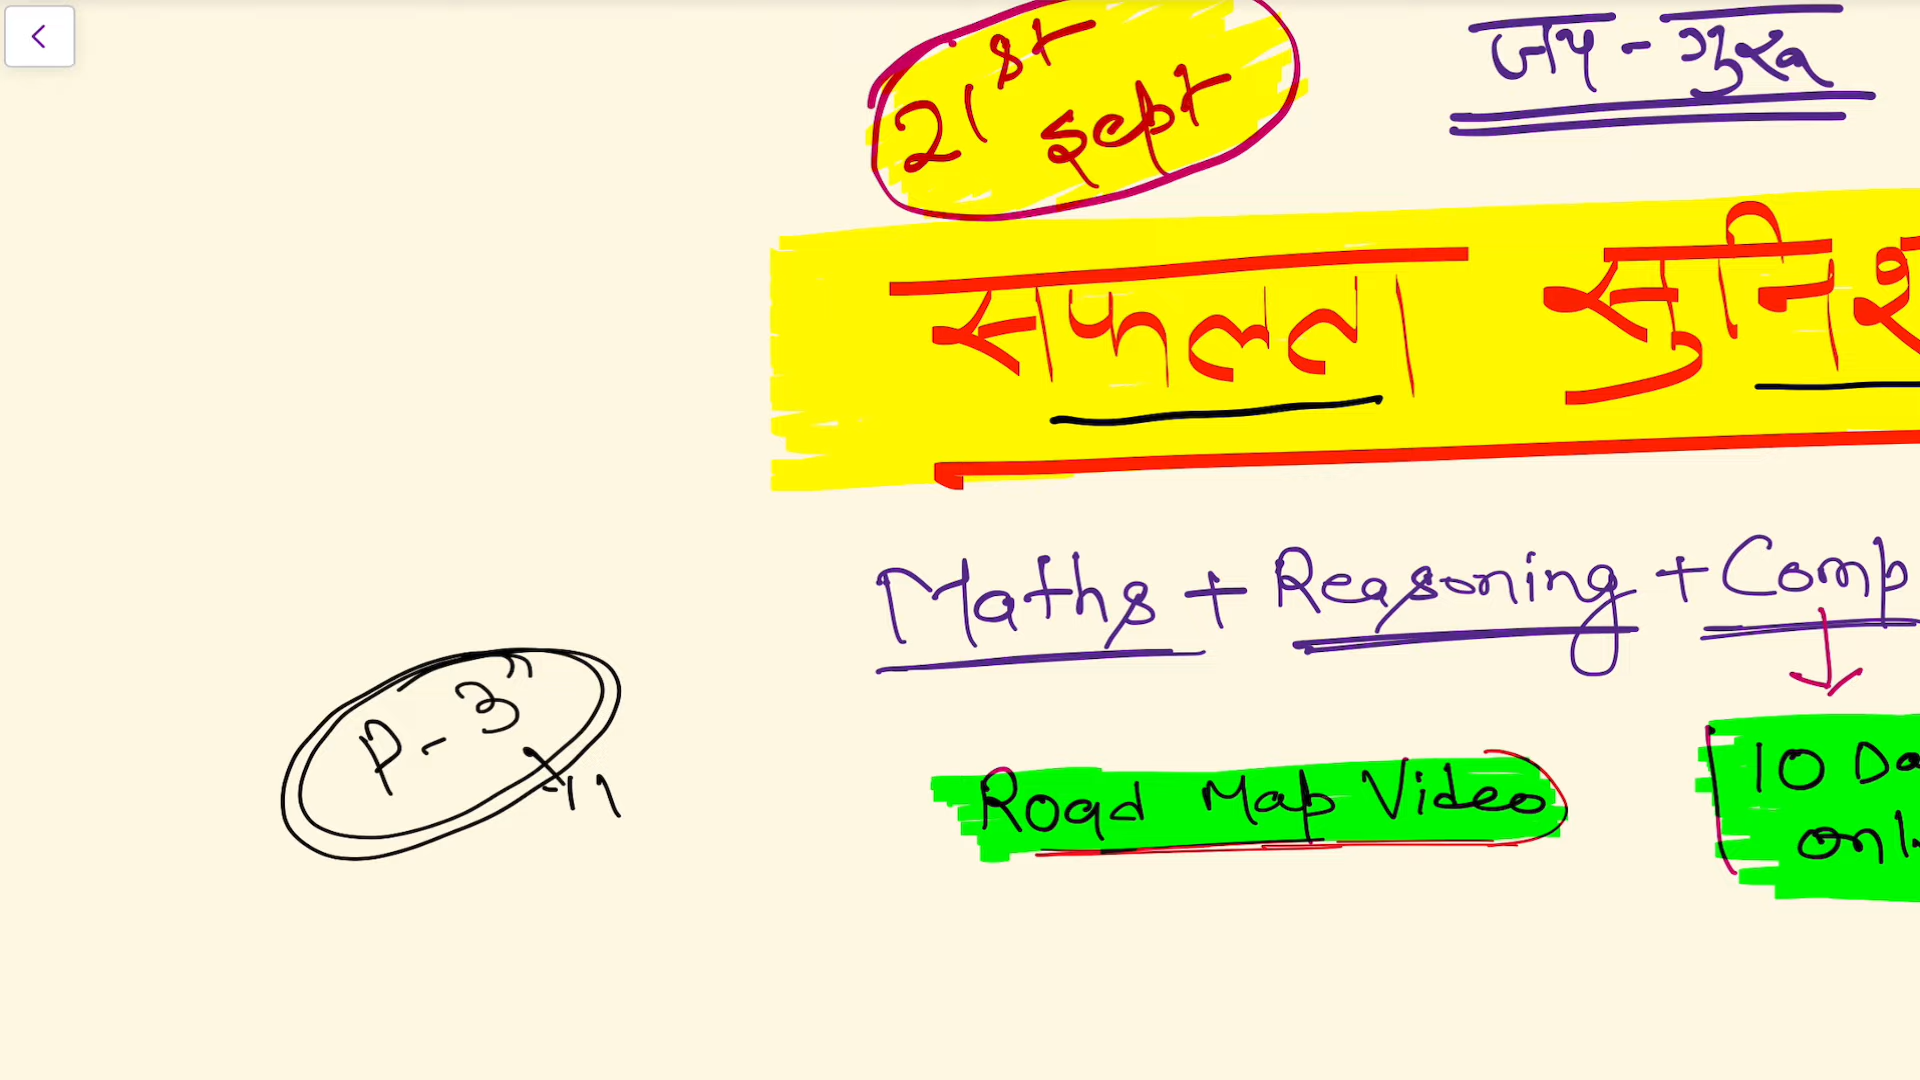 21st sept
जय - गुरु
सफलता सुनिश
Maths + Reasoning + Comp
P-3
Road Map Video
10 Da
onl